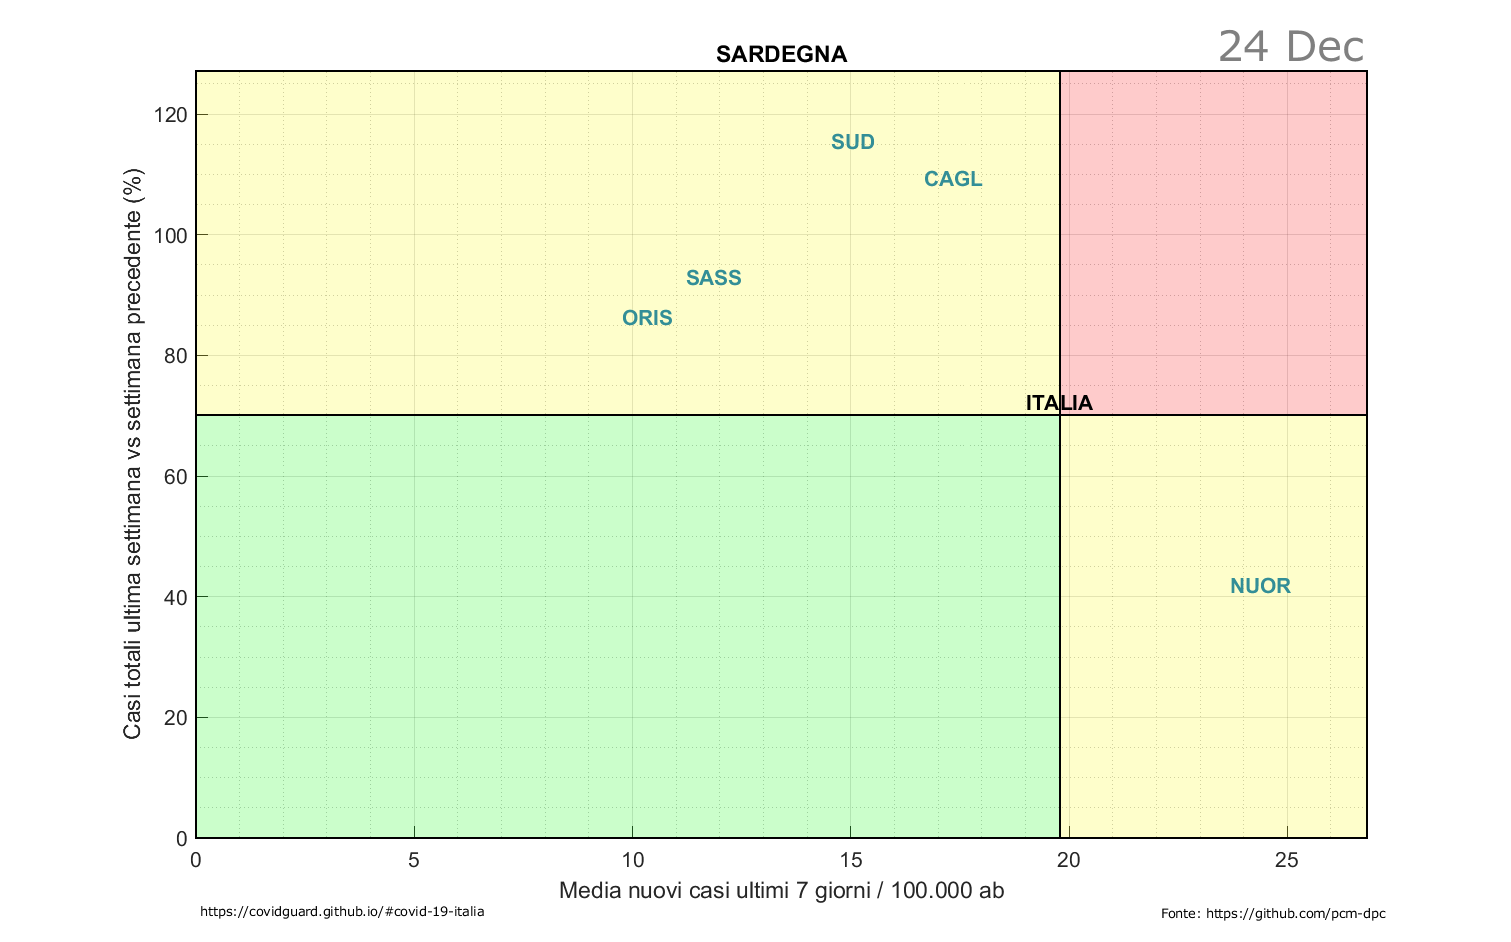 SARDEGNA
24 Dec
Casi totali ultima settimana vs settimana precedente (%)
120
100
80
60
40
20
0
SUD
CAGL
SASS
ORIS
ITALIA
NUOR
0 5 10 15 20 25
Media nuovi casi ultimi 7 giorni / 100.000 ab
https://covidguard.github.io/#covid-19-italia
Fonte: https://github.com/pcm-dpc